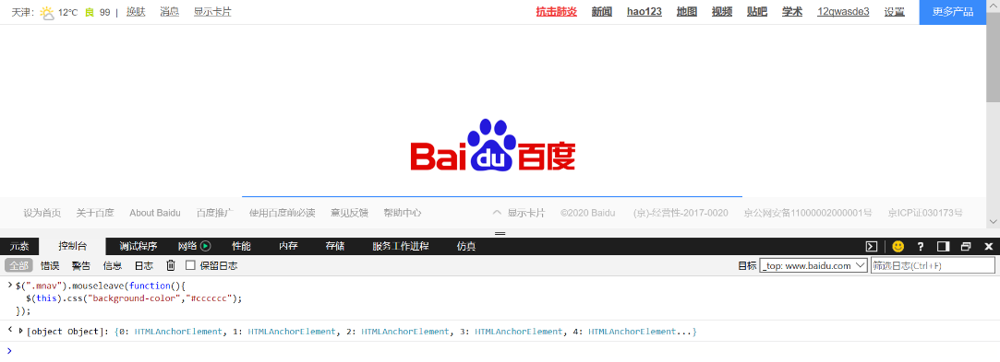 天津: 12℃ 良 99 | 换肤 消息 显示卡片 抗击肺炎 新闻 hao123 地图 视频 贴吧 学术 12qwasde3 设置 更多产品
Bai du 百度
设为首页 关于百度 About Baidu 百度推广 使用百度前必读 意见反馈 帮助中心 显示卡片 ©2020 Baidu (京)-经营性-2017-0020 京公网安备11000002000001号 京ICP证030173号
元素 控制台 调试程序 网络 性能 内存 存储 服务工作进程 仿真
全部 错误 警告 信息 日志 保留日志 目标 _top: www.baidu.com 筛选日志(Ctrl+F)
$(".mnav").mouseleave(function(){
$(this).css("background-color","#cccccc");
});
[object Object]: {0: HTMLAnchorElement, 1: HTMLAnchorElement, 2: HTMLAnchorElement, 3: HTMLAnchorElement, 4: HTMLAnchorElement...}